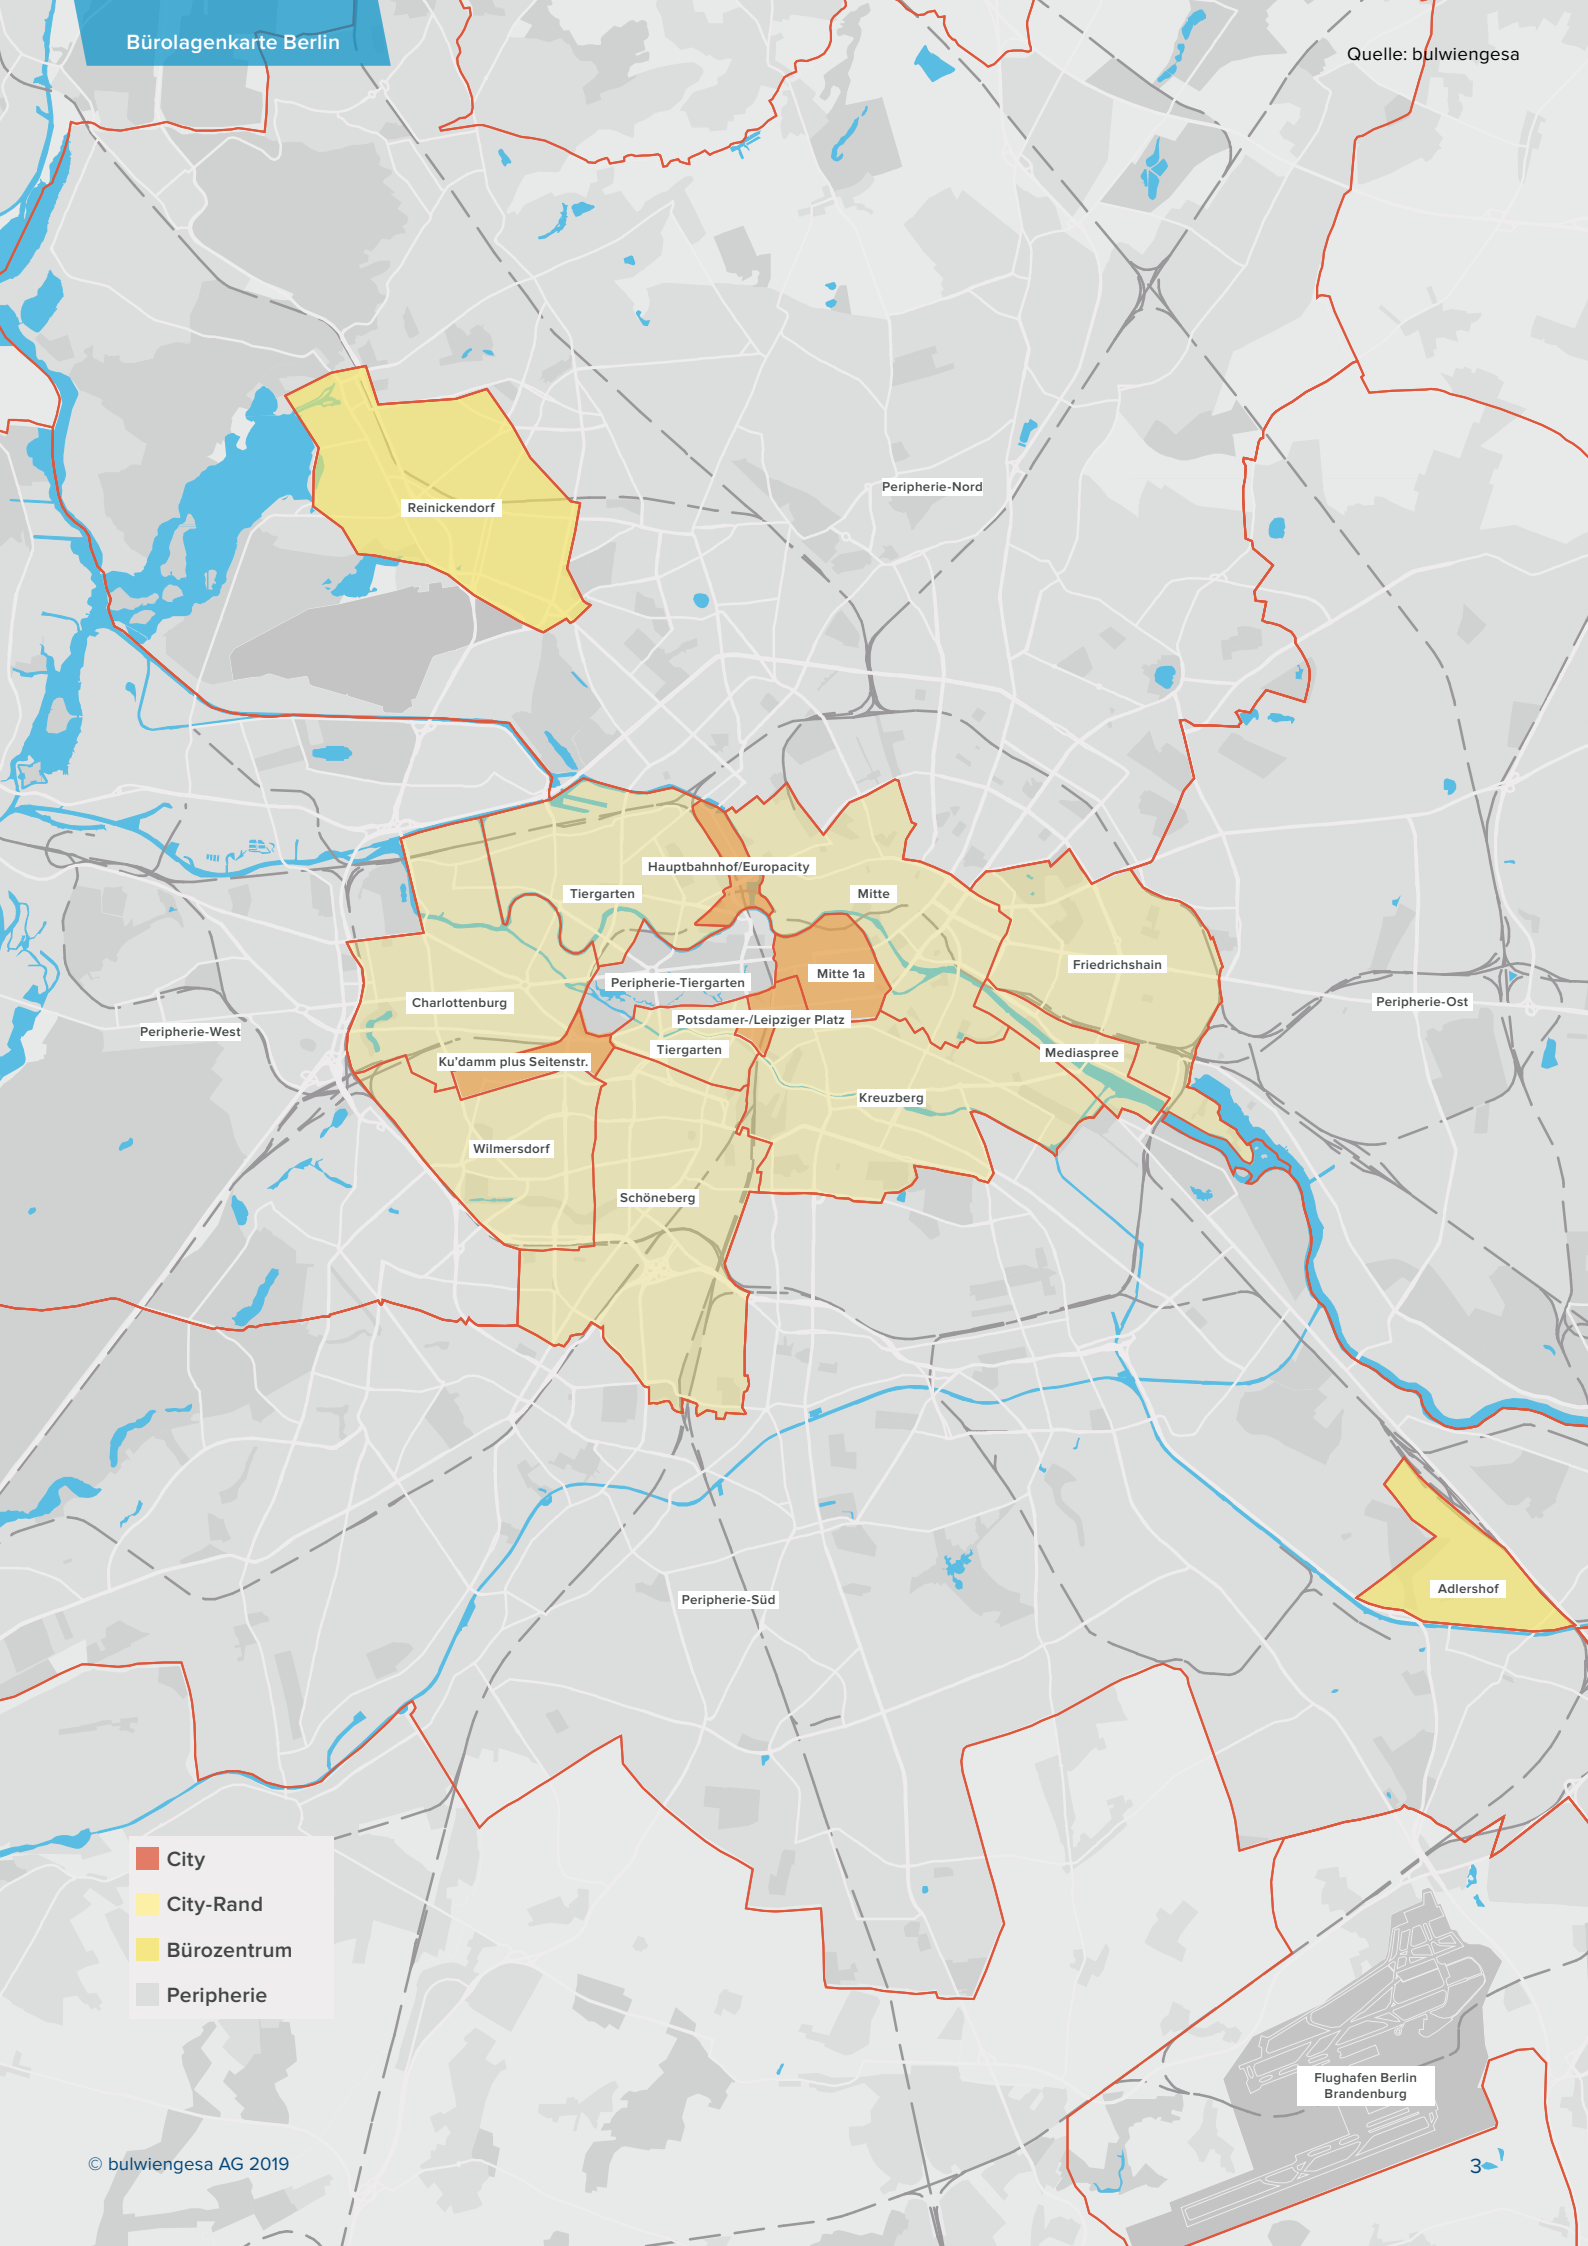 Bürolagenkarte Berlin
Quelle: bulwiengesa
Peripherie-Nord
Reinickendorf
Hauptbahnhof/Europacity
Tiergarten
Mitte
Friedrichshain
Mitte 1a
Peripherie-Tiergarten
Charlottenburg
Peripherie-Ost
Potsdamer-/Leipziger Platz
Peripherie-West
Tiergarten
Mediaspree
Ku'damm plus Seitenstr.
Kreuzberg
Wilmersdorf
Schöneberg
Adlershof
Peripherie-Süd
City
City-Rand
Bürozentrum
Peripherie
Flughafen Berlin
Brandenburg
© bulwiengesa AG 2019
3